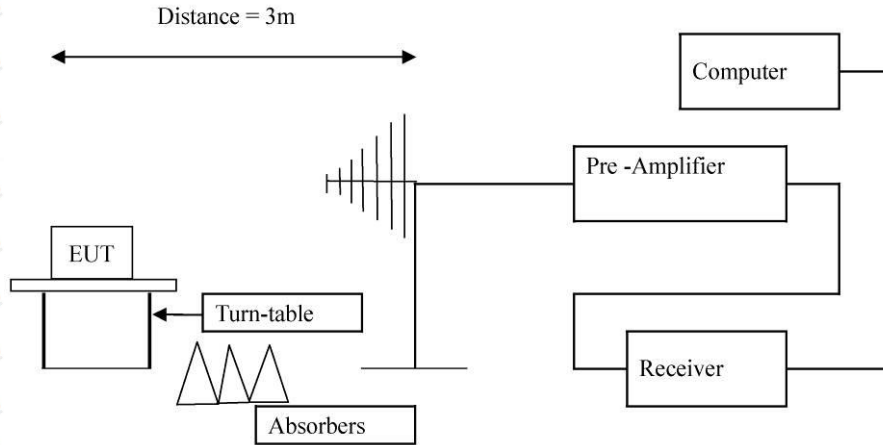 Distance = 3m
Computer
Pre -Amplifier
EUT
Turn-table
Receiver
Absorbers